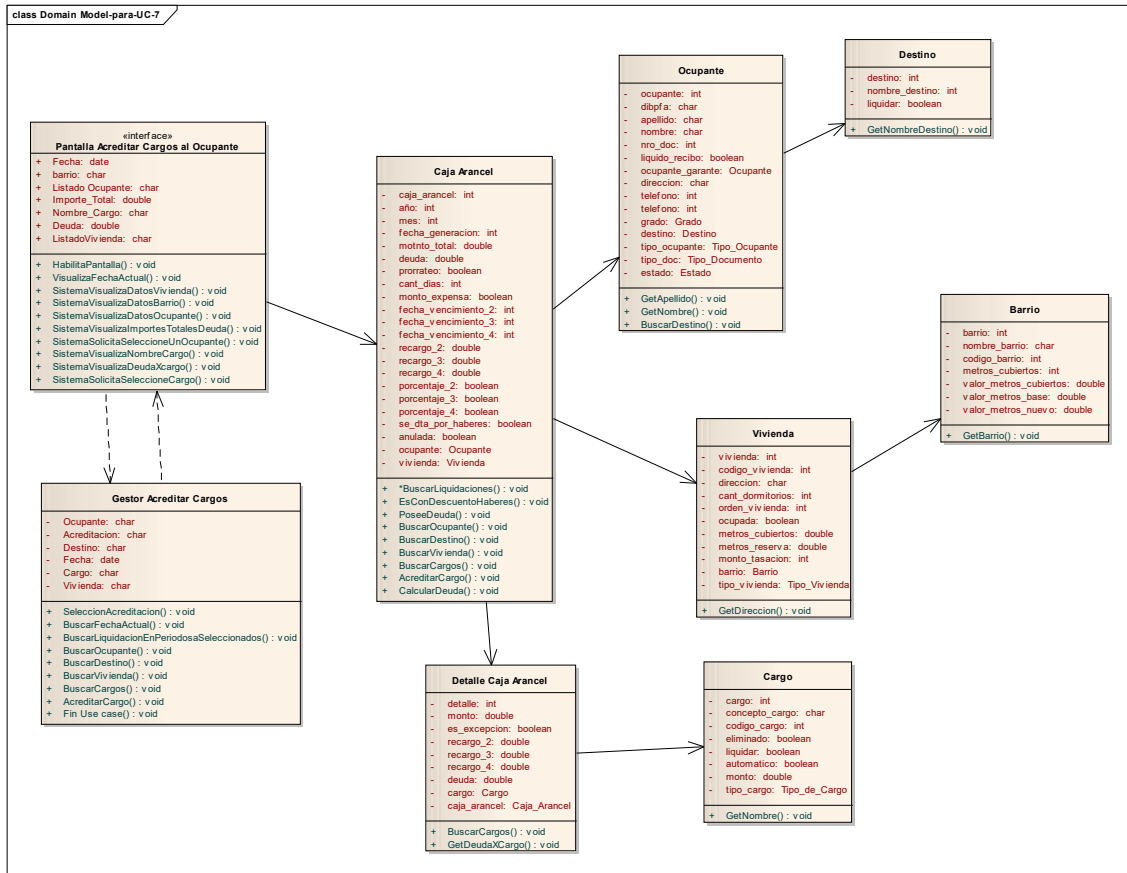 class Domain Model-para-UC-7
«interface»
Pantalla Acreditar Cargos al Ocupante
+ Fecha: date
+ barrio: char
+ Listado Ocupante: char
+ Importe_Total: double
+ Nombre_Cargo: char
+ Deuda: double
+ ListadoVivienda: char
+ HabilitaPantalla() : void
+ VisualizaFechaActual() : void
+ SistemaVisualizaDatosVivienda() : void
+ SistemaVisualizaDatosBarrio() : void
+ SistemaVisualizaDatosOcupante() : void
+ SistemaVisualizaImportesTotalesDeuda() : void
+ SistemaSolicitaSeleccioneUnOcupante() : void
+ SistemaVisualizaNombreCargo() : void
+ SistemaVisualizaDeudaXcargo() : void
+ SistemaSolicitaSeleccioneCargo() : void
Gestor Acreditar Cargos
- Ocupante: char
- Acreditacion: char
- Destino: char
- Fecha: date
- Cargo: char
- Vivienda: char
+ SeleccionAcreditacion() : void
+ BuscarFechaActual() : void
+ BuscarLiquidacionEnPeriodosaSeleccionados() : void
+ BuscarOcupante() : void
+ BuscarDestino() : void
+ BuscarVivienda() : void
+ BuscarCargos() : void
+ AcreditarCargo() : void
+ Fin Use case() : void
Caja Arancel
- caja_arancel: int
- año: int
- mes: int
- fecha_generacion: int
- motnto_total: double
- deuda: double
- prorrateo: boolean
- cant_dias: int
- monto_expensa: boolean
- fecha_vencimiento_2: int
- fecha_vencimiento_3: int
- fecha_vencimiento_4: int
- recargo_2: double
- recargo_3: double
- recargo_4: double
- porcentaje_2: boolean
- porcentaje_3: boolean
- porcentaje_4: boolean
- se_dta_por_haberes: boolean
- anulada: boolean
- ocupante: Ocupante
- vivienda: Vivienda
+ *BuscarLiquidaciones() : void
+ EsConDescuentoHaberes() : void
+ PoseeDeuda() : void
+ BuscarOcupante() : void
+ BuscarDestino() : void
+ BuscarVivienda() : void
+ BuscarCargos() : void
+ AcreditarCargo() : void
+ CalcularDeuda() : void
Ocupante
- ocupante: int
- dibpfa: char
- apellido: char
- nombre: char
- nro_doc: int
- liquido_recibo: boolean
- ocupante_garante: Ocupante
- direccion: char
- telefono: int
- telefono: int
- grado: Grado
- destino: Destino
- tipo_ocupante: Tipo_Ocupante
- tipo_doc: Tipo_Documento
- estado: Estado
+ GetApellido() : void
+ GetNombre() : void
+ BuscarDestino() : void
Destino
- destino: int
- nombre_destino: int
- liquidar: boolean
+ GetNombreDestino() : void
Barrio
- barrio: int
- nombre_barrio: char
- codigo_barrio: int
- metros_cubiertos: int
- valor_metros_cubiertos: double
- valor_metros_base: double
- valor_metros_nuevo: double
+ GetBarrio() : void
Vivienda
- vivienda: int
- codigo_vivienda: int
- direccion: char
- cant_dormitorios: int
- orden_vivienda: int
- ocupada: boolean
- metros_cubiertos: double
- metros_reserva: double
- monto_tasacion: int
- barrio: Barrio
- tipo_vivienda: Tipo_Vivienda
+ GetDireccion() : void
Detalle Caja Arancel
- detalle: int
- monto: double
- es_excepcion: boolean
- recargo_2: double
- recargo_3: double
- recargo_4: double
- deuda: double
- cargo: Cargo
- caja_arancel: Caja_Arancel
+ BuscarCargos() : void
+ GetDeudaXCargo() : void
Cargo
- cargo: int
- concepto_cargo: char
- codigo_cargo: int
- eliminado: boolean
- liquidar: boolean
- automatico: boolean
- monto: double
- tipo_cargo: Tipo_de_Cargo
+ GetNombre() : void